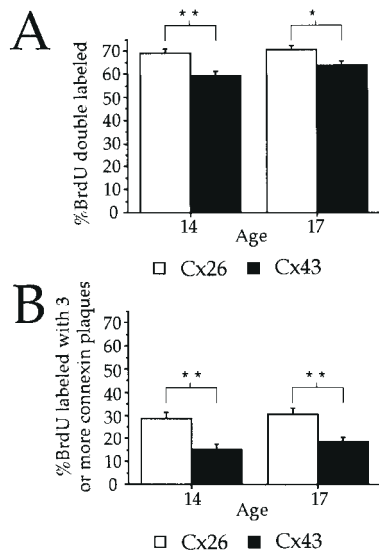 A
%BrdU double labeled
70
60
50
40
30
20
10
0
** *
14 17
Age
Cx26 Cx43
B
%BrdU labeled with 3
or more connexin plaques
70
60
50
40
30
20
10
0
** **
14 17
Age
Cx26 Cx43